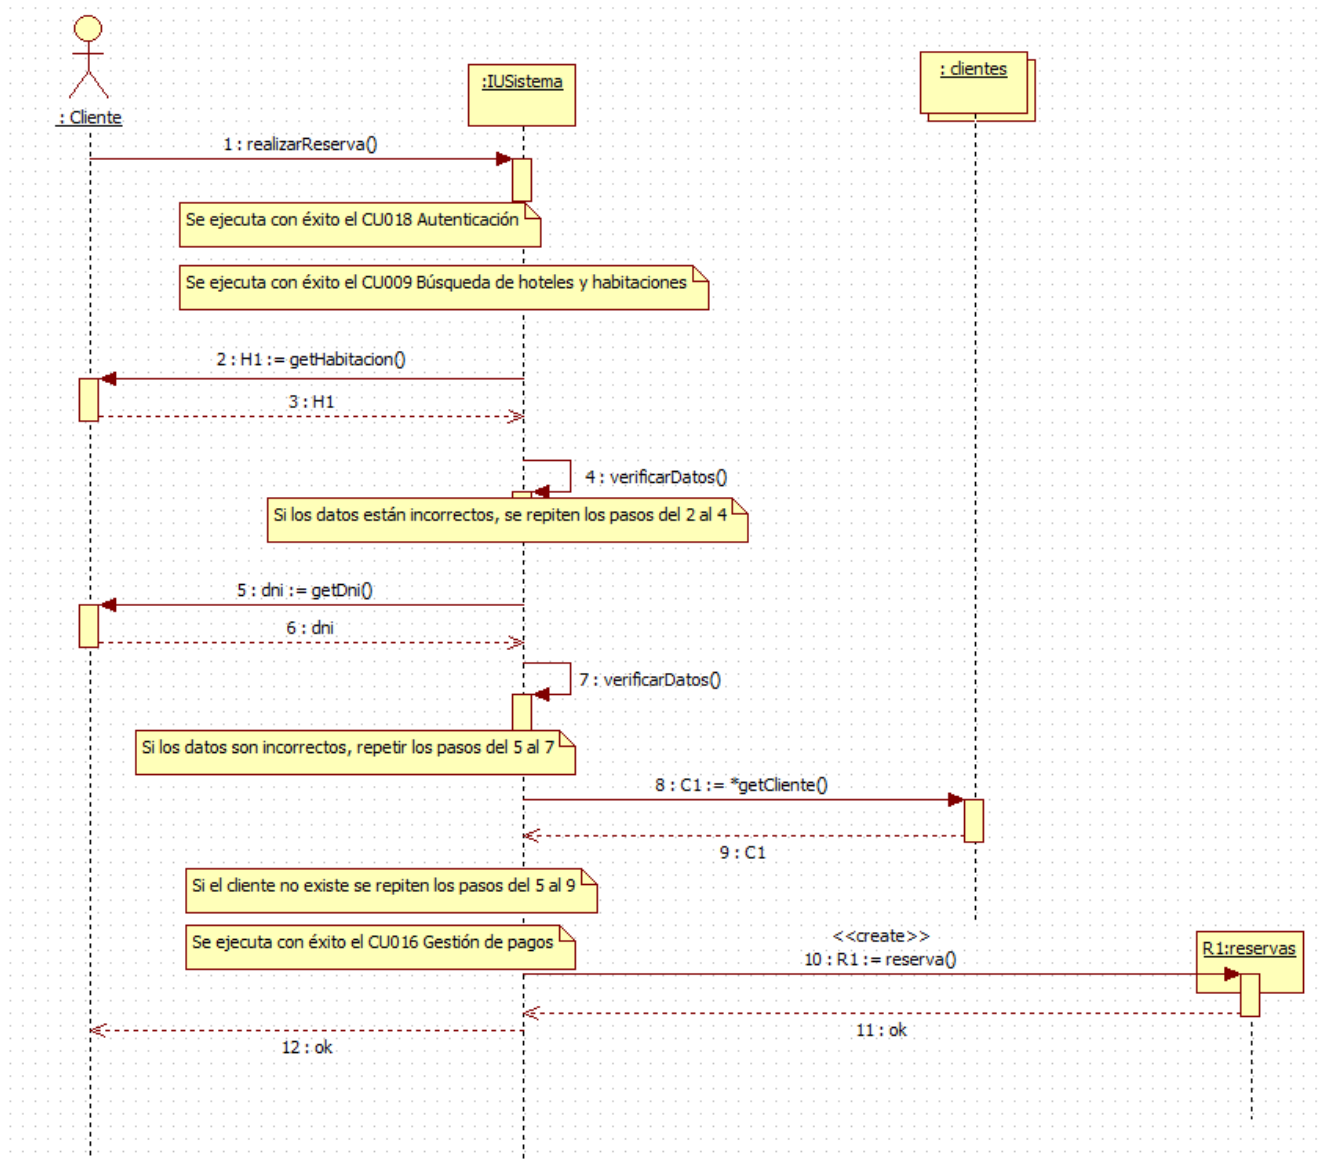 : Cliente
:IUSistema
: clientes
1 : realizarReserva()
Se ejecuta con éxito el CU018 Autenticación
Se ejecuta con éxito el CU009 Búsqueda de hoteles y habitaciones
2 : H1 := getHabitacion()
3 : H1
4 : verificarDatos()
Si los datos están incorrectos, se repiten los pasos del 2 al 4
5 : dni := getDni()
6 : dni
7 : verificarDatos()
Si los datos son incorrectos, repetir los pasos del 5 al 7
8 : C1 := *getCliente()
9 : C1
Si el cliente no existe se repiten los pasos del 5 al 9
Se ejecuta con éxito el CU016 Gestión de pagos
<<create>>
10 : R1 := reserva()
R1:reservas
11 : ok
12 : ok